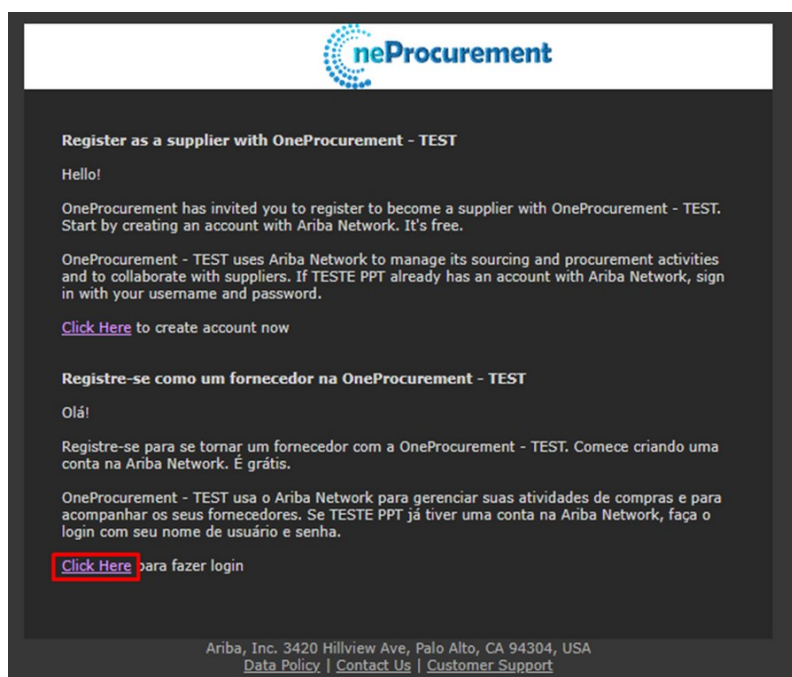 neProcurement
Register as a supplier with OneProcurement - TEST
Hello!
OneProcurement has invited you to register to become a supplier with OneProcurement - TEST.
Start by creating an account with Ariba Network. It's free.
OneProcurement - TEST uses Ariba Network to manage its sourcing and procurement activities
and to collaborate with suppliers. If TESTE PPT already has an account with Ariba Network, sign
in with your username and password.
Click Here to create account now
Registre-se como um fornecedor na OneProcurement - TEST
Olá!
Registre-se para se tornar um fornecedor com a OneProcurement - TEST. Comece criando uma
conta na Ariba Network. É grátis.
OneProcurement - TEST usa o Ariba Network para gerenciar suas atividades de compras e para
acompanhar os seus fornecedores. Se TESTE PPT já tiver uma conta na Ariba Network, faça o
login com seu nome de usuário e senha.
Click Here para fazer login
Ariba, Inc. 3420 Hillview Ave, Palo Alto, CA 94304, USA
Data Policy | Contact Us | Customer Support